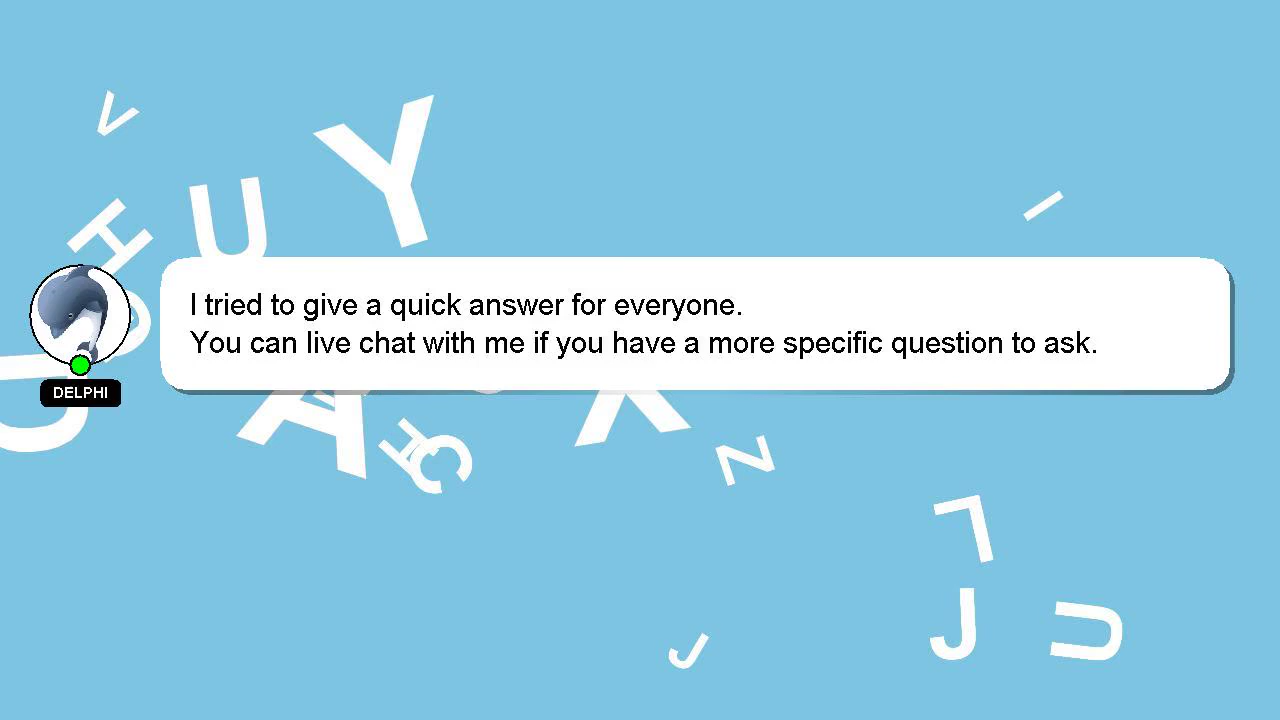 V
Y
U
H
I
I tried to give a quick answer for everyone.
You can live chat with me if you have a more specific question to ask.
DELPHI
A
X
H
C
N
L
J
U
J